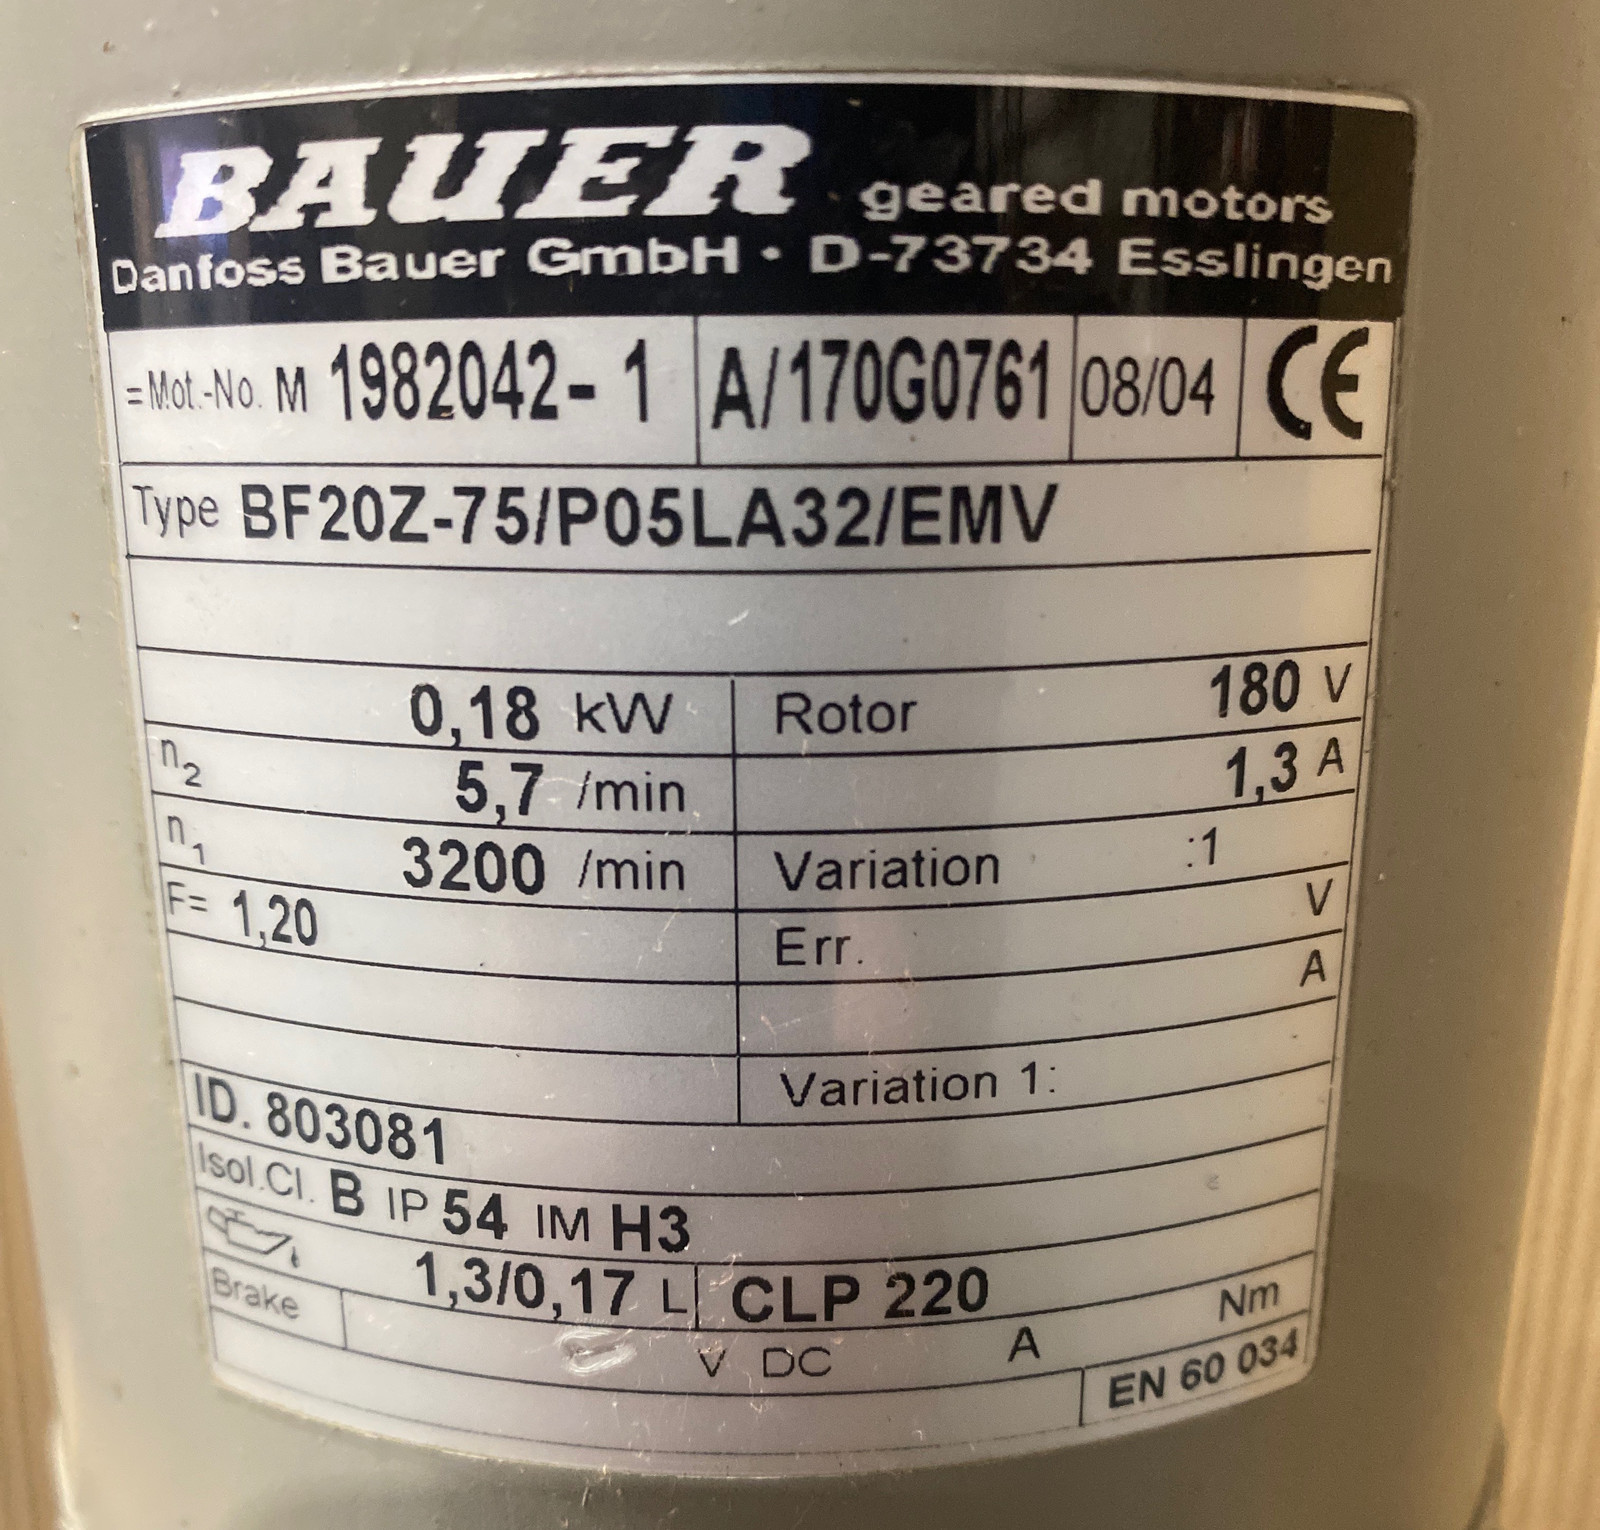 BAUER geared motors
Danfoss Bauer GmbH · D-73734 Esslingen
=Mot.-No. M 1982042-1 A/170G0761 08/04 CE
Type BF20Z-75/P05LA32/EMV
0,18 kW Rotor 180 V
n2 5,7 /min 1,3 A
n1 3200 /min Variation :1
F= 1,20 Err. V
A
Variation 1:
ID. 803081
Isol.Cl. B IP 54 IM H3
1,3/0,17 L CLP 220
Brake V DC A Nm
EN 60 034